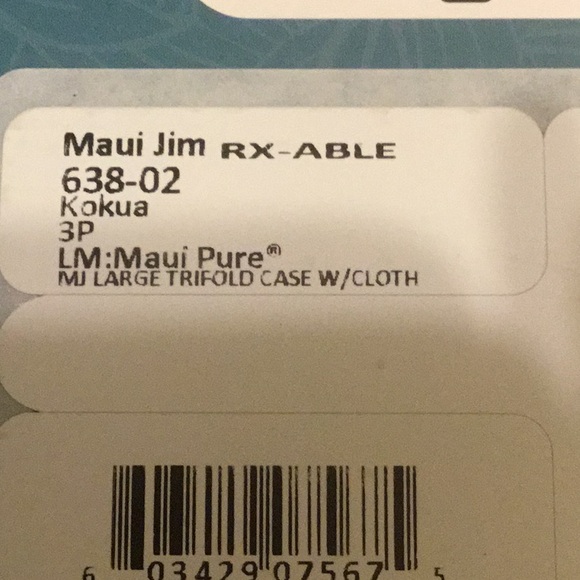 Maui Jim RX-ABLE
638-02
Kokua
3P
LM:Maui Pure®
MJ LARGE TRIFOLD CASE W/CLOTH
6 03429 07567 5